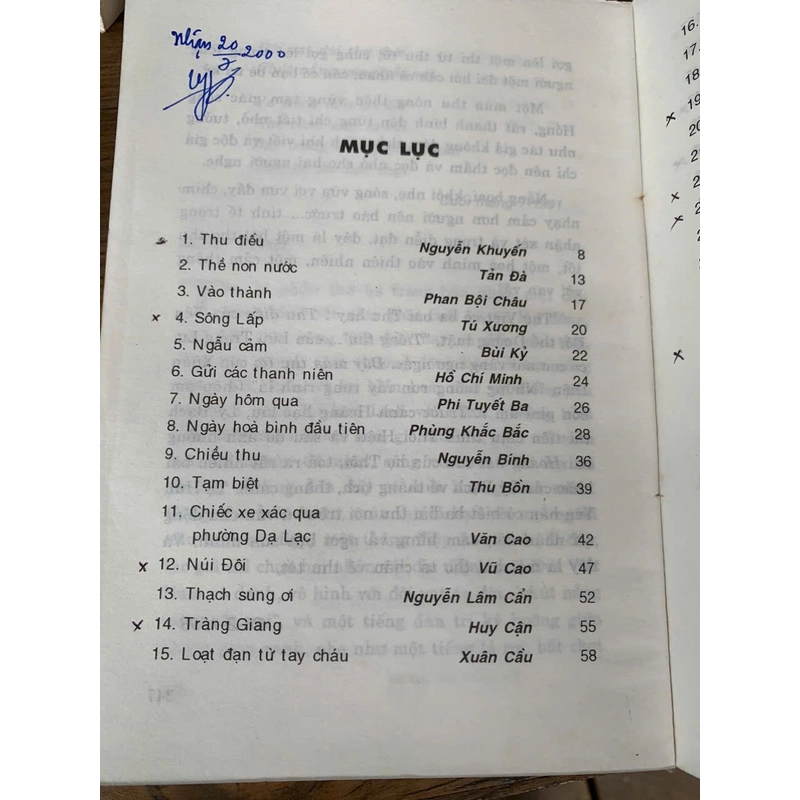 Nhận 20/7 2000
MỤC LỤC
1. Thu điếu Nguyễn Khuyến 8
2. Thề non nước Tản Đà 13
3. Vào thành Phan Bội Châu 17
x 4. Sông Lấp Tú Xương 20
5. Ngẫu cảm Bùi Kỷ 22
6. Gửi các thanh niên Hồ Chí Minh 24
7. Ngày hôm qua Phi Tuyết Ba 26
8. Ngày hoà bình đầu tiên Phùng Khắc Bắc 28
9. Chiều thu Nguyễn Bính 36
10. Tạm biệt Thu Bồn 39
11. Chiếc xe xác qua
phường Dạ Lạc Văn Cao 42
x 12. Núi Đôi Vũ Cao 47
13. Thạch sùng ơi Nguyễn Lâm Cẩn 52
x 14. Tràng Giang Huy Cận 55
15. Loạt đạn từ tay cháu Xuân Cầu 58
16.
17.
18
x 19
20